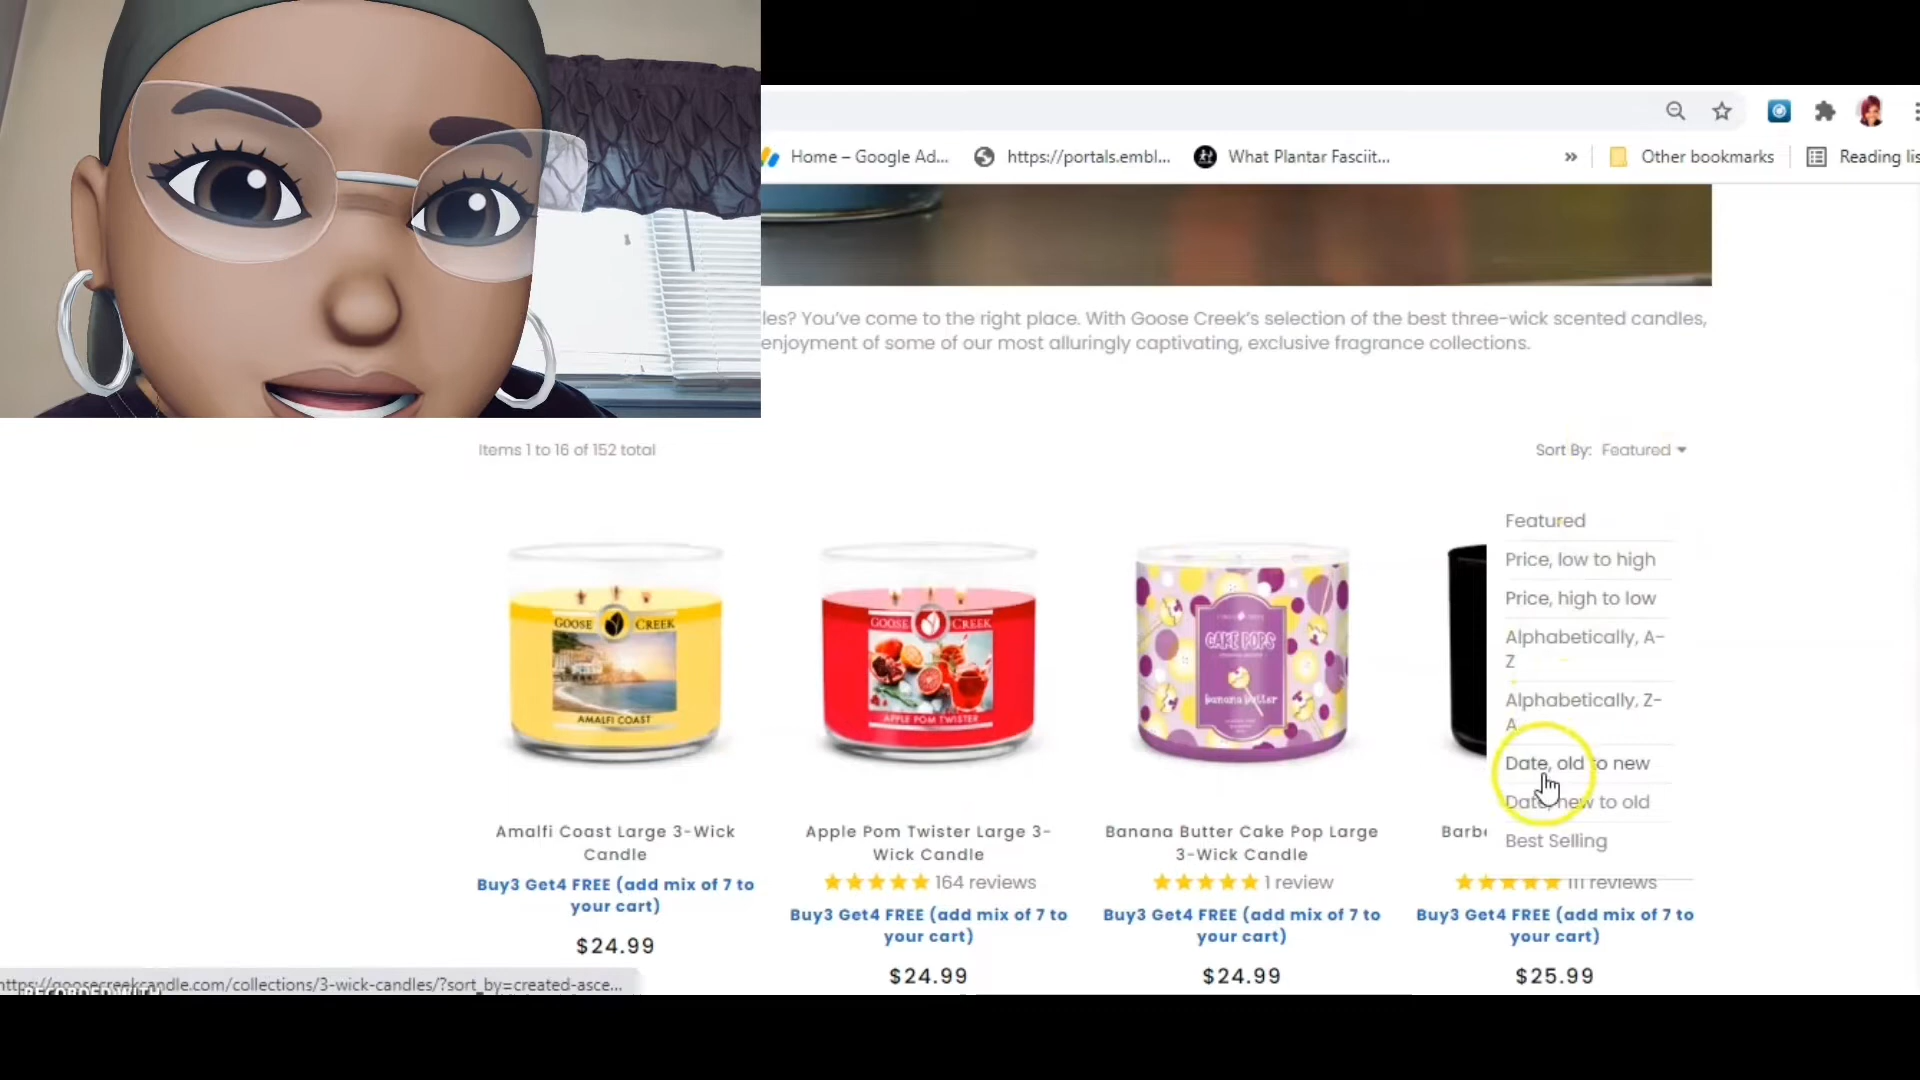 Home – Google Ad...
https://portals.embl...
What Plantar Fasciit...
»
Other bookmarks
Reading lis
les? You've come to the right place. With Goose Creek's selection of the best three-wick scented candles,
enjoyment of some of our most alluringly captivating, exclusive fragrance collections.
Items 1 to 16 of 152 total
Sort By: Featured
Featured
Price, low to high
Price, high to low
Alphabetically, A-
Z
Alphabetically, Z-
A
Date, old to new
Date, new to old
Best Selling
GOOSE CREEK
AMALFI COAST
GOOSE CREEK
APPLE POM TWISTER
CAKE POPS
Banana Butter
Amalfi Coast Large 3-Wick
Candle
Buy3 Get4 FREE (add mix of 7 to
your cart)
$24.99
Apple Pom Twister Large 3-
Wick Candle
164 reviews
Buy3 Get4 FREE (add mix of 7 to
your cart)
$24.99
Banana Butter Cake Pop Large
3-Wick Candle
1 review
Buy3 Get4 FREE (add mix of 7 to
your cart)
$24.99
Barb
111 reviews
Buy3 Get4 FREE (add mix of 7 to
your cart)
$25.99
https://goosecreekcandle.com/collections/3-wick-candles/?sort_by=created-asce...
RECORDED WITH